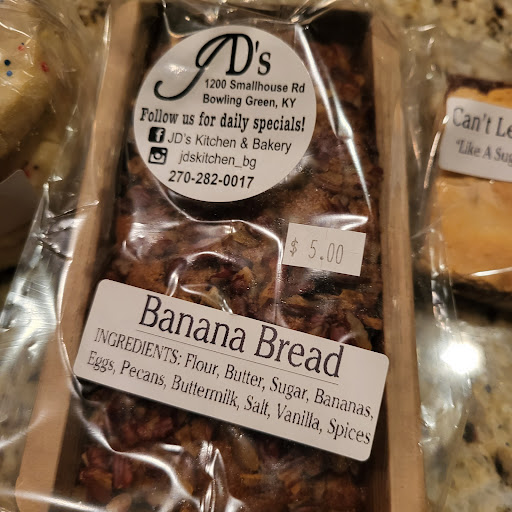 JD's
1200 Smallhouse Rd
Bowling Green, KY
Follow us for daily specials!
JD's Kitchen & Bakery
jdskitchen_bg
270-282-0017
$ 5.00
Banana Bread
INGREDIENTS: Flour, Butter, Sugar, Bananas,
Eggs, Pecans, Buttermilk, Salt, Vanilla, Spices
Can't Le
"Like A Sug